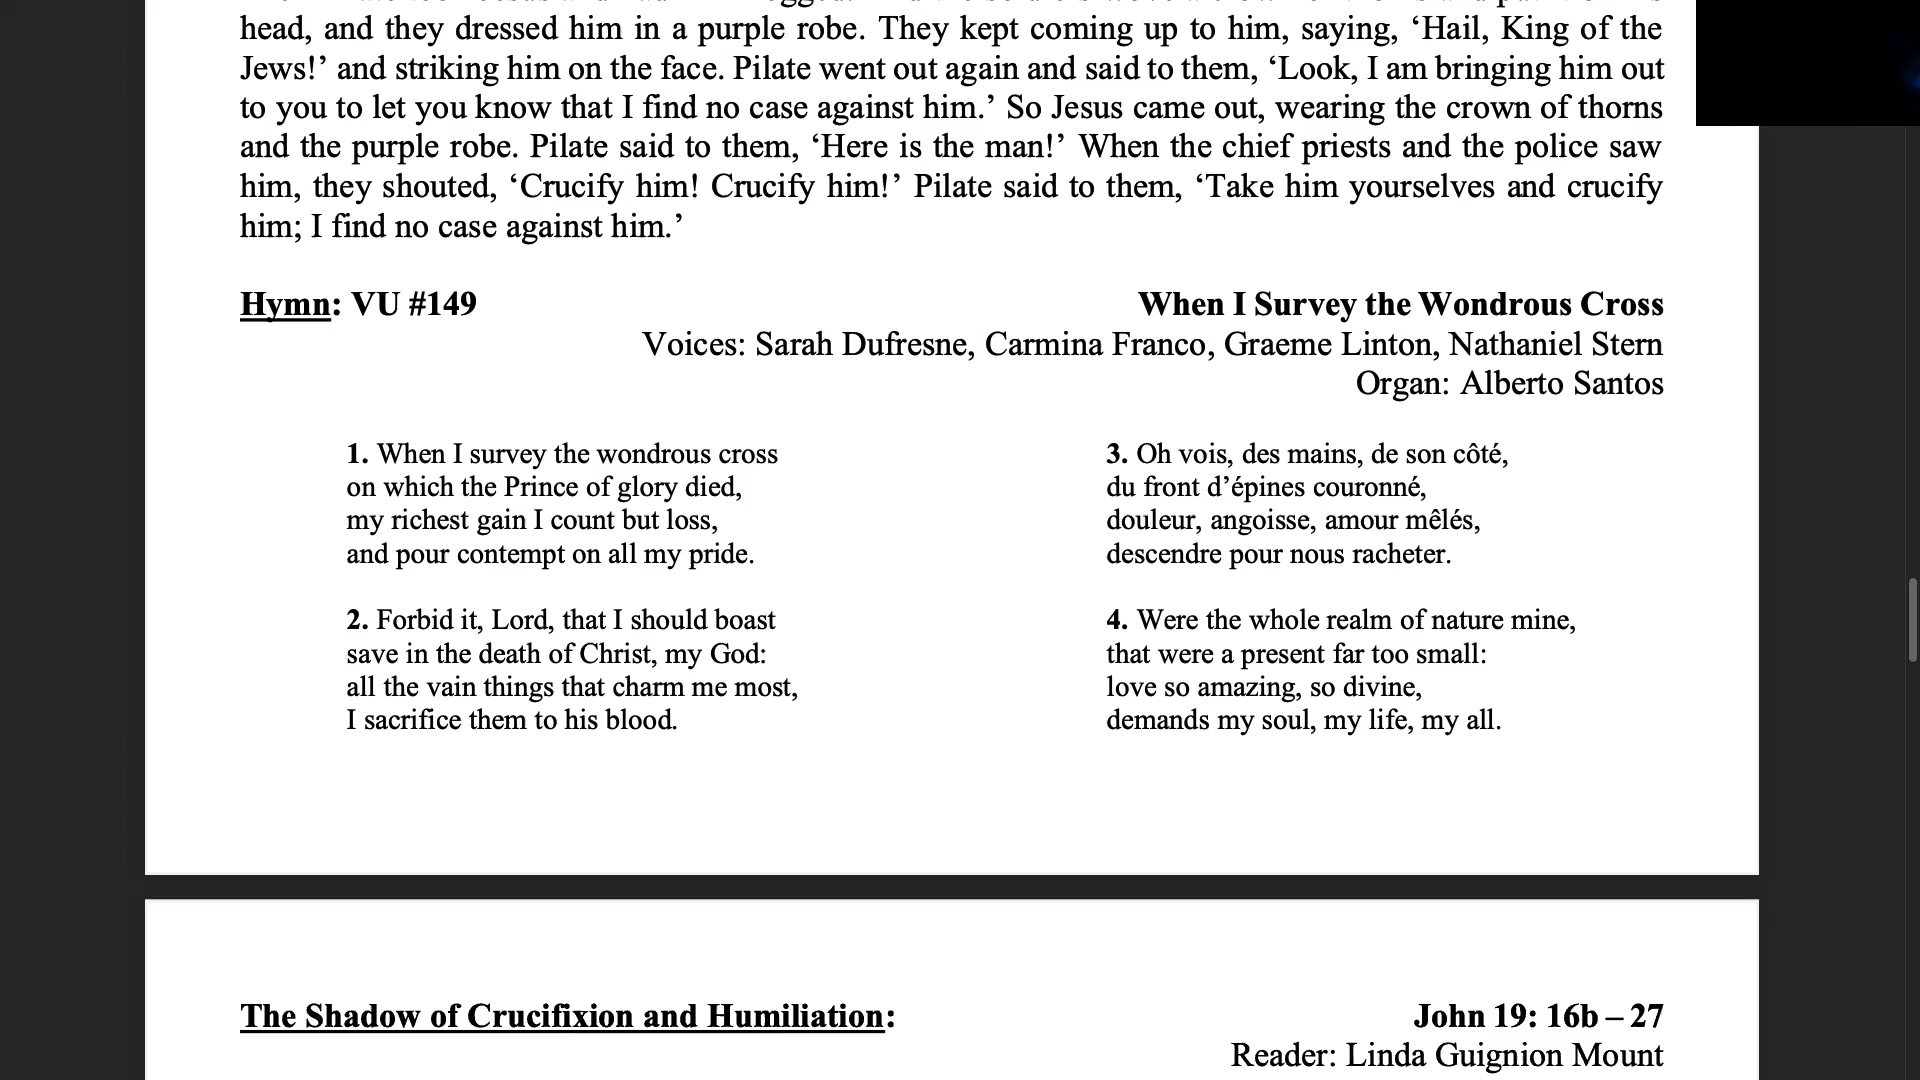 head, and they dressed him in a purple robe. They kept coming up to him, saying, ‘Hail, King of the
Jews!’ and striking him on the face. Pilate went out again and said to them, ‘Look, I am bringing him out
to you to let you know that I find no case against him.’ So Jesus came out, wearing the crown of thorns
and the purple robe. Pilate said to them, ‘Here is the man!’ When the chief priests and the police saw
him, they shouted, ‘Crucify him! Crucify him!’ Pilate said to them, ‘Take him yourselves and crucify
him; I find no case against him.’
Hymn: VU #149 When I Survey the Wondrous Cross
Voices: Sarah Dufresne, Carmina Franco, Graeme Linton, Nathaniel Stern
Organ: Alberto Santos
1. When I survey the wondrous cross
on which the Prince of glory died,
my richest gain I count but loss,
and pour contempt on all my pride.
2. Forbid it, Lord, that I should boast
save in the death of Christ, my God:
all the vain things that charm me most,
I sacrifice them to his blood.
3. Oh vois, des mains, de son côté,
du front d’épines couronné,
douleur, angoisse, amour mêlés,
descendre pour nous racheter.
4. Were the whole realm of nature mine,
that were a present far too small:
love so amazing, so divine,
demands my soul, my life, my all.
The Shadow of Crucifixion and Humiliation: John 19: 16b – 27
Reader: Linda Guignion Mount